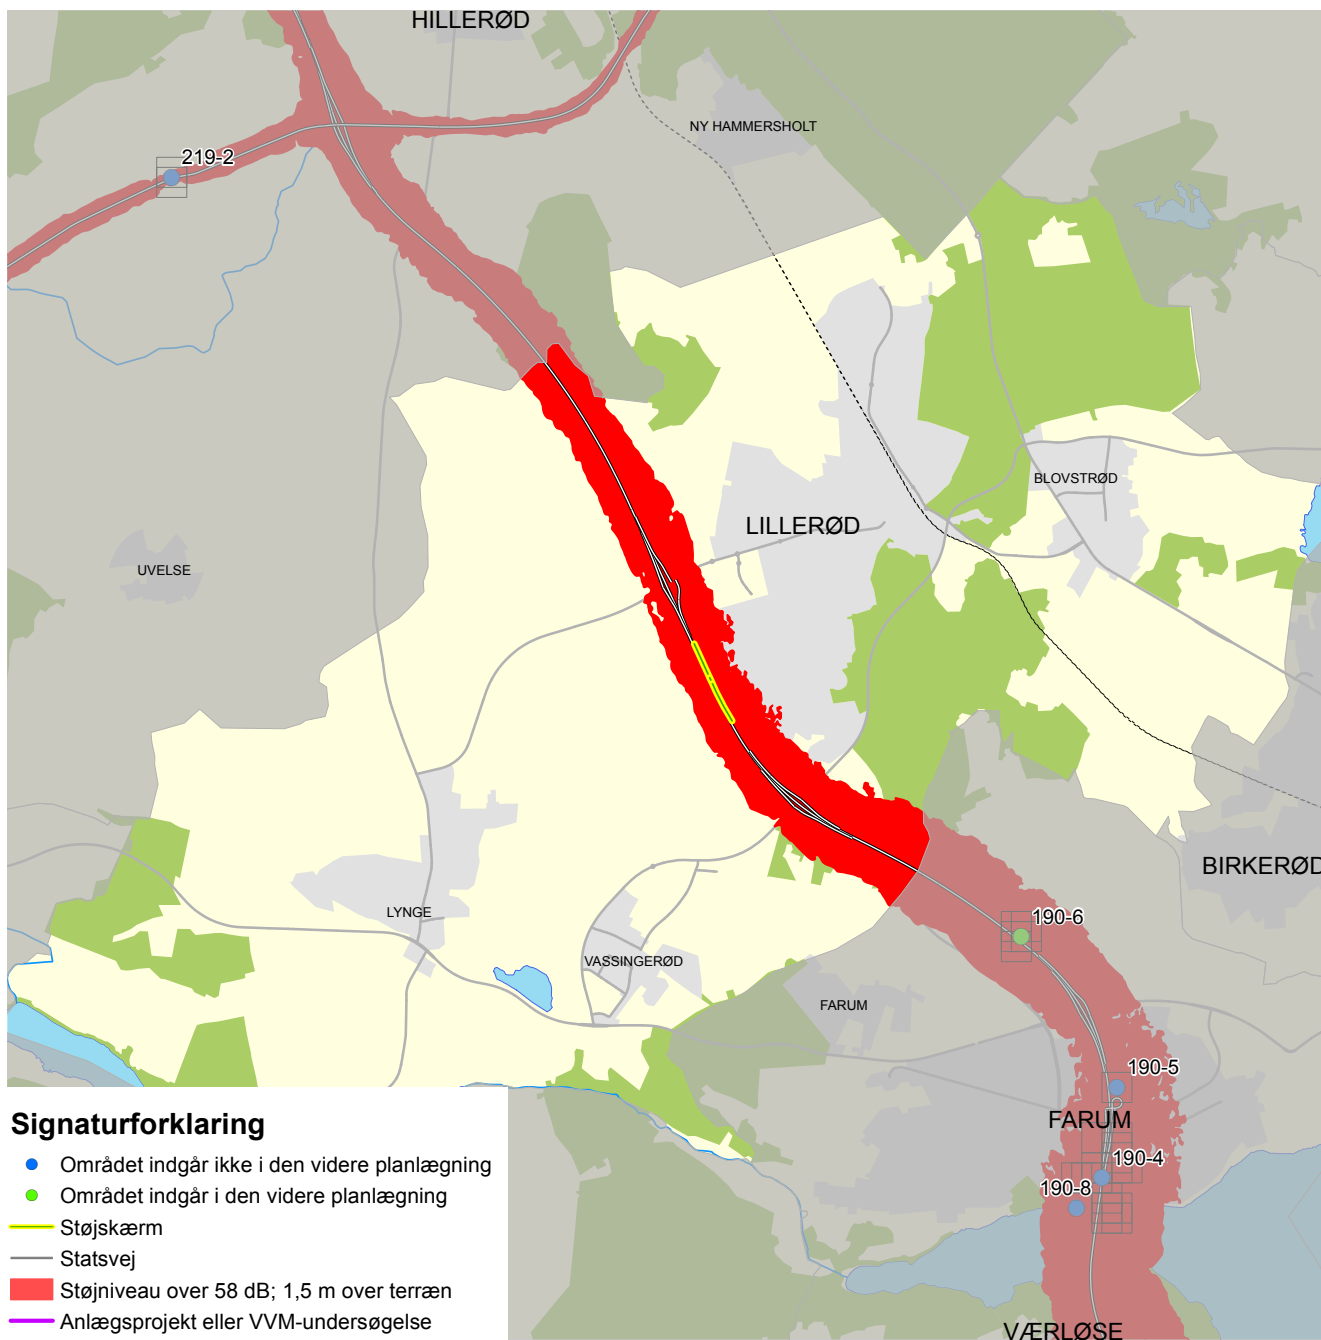 HILLERØD
NY HAMMERSHOLT
219-2
BLOVSTRØD
LILLERØD
UVELSE
BIRKERØD
LYNGE
190-6
VASSINGERØD
FARUM
190-5
FARUM
190-4
190-8
VÆRLØSE
Signaturforklaring
Området indgår ikke i den videre planlægning
Området indgår i den videre planlægning
Støjskærm
Statsvej
Støjniveau over 58 dB; 1,5 m over terræn
Anlægsprojekt eller VVM-undersøgelse